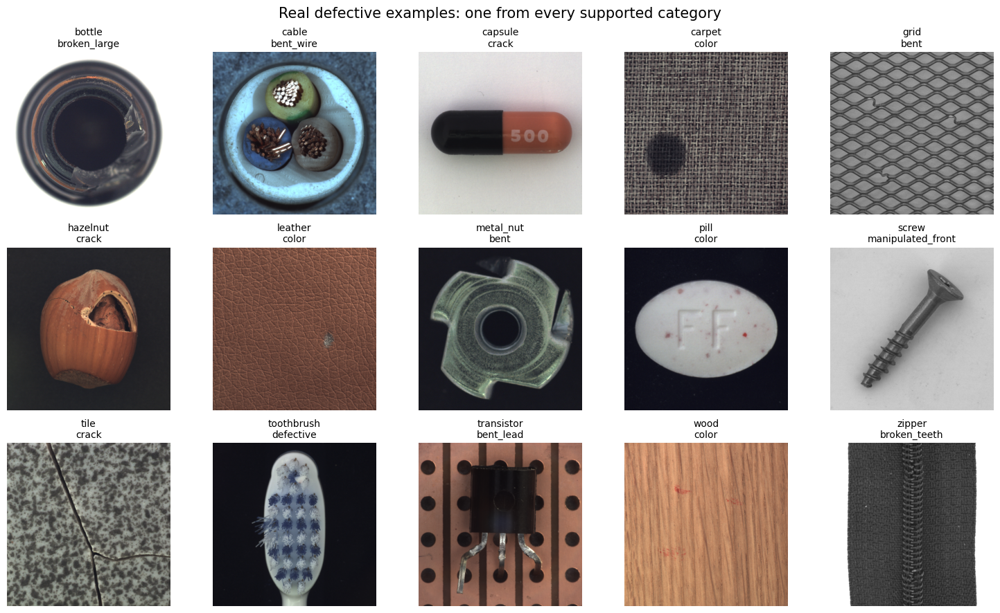 Real defective examples: one from every supported category
bottle
broken_large
cable
bent_wire
capsule
crack
500
carpet
color
grid
bent
hazelnut
crack
leather
color
metal_nut
bent
pill
color
FF
screw
manipulated_front
tile
crack
toothbrush
defective
transistor
bent_lead
wood
color
zipper
broken_teeth